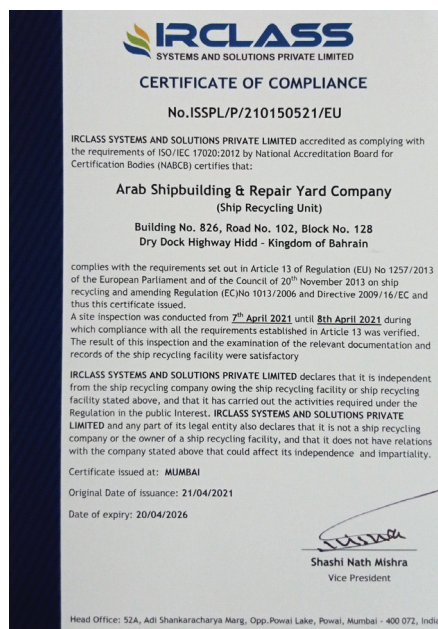 IRCLASS
SYSTEMS AND SOLUTIONS PRIVATE LIMITED
CERTIFICATE OF COMPLIANCE
No.ISSPL/P/210150521/EU
IRCLASS SYSTEMS AND SOLUTIONS PRIVATE LIMITED accredited as complying with
the requirements of ISO/IEC 17020:2012 by National Accreditation Board for
Certification Bodies (NABCB) certifies that:
Arab Shipbuilding & Repair Yard Company
(Ship Recycling Unit)
Building No. 826, Road No. 102, Block No. 128
Dry Dock Highway Hidd - Kingdom of Bahrain
complies with the requirements set out in Article 13 of Regulation (EU) No 1257/2013
of the European Parliament and of the Council of 20th November 2013 on ship
recycling and amending Regulation (EC)No 1013/2006 and Directive 2009/16/EC and
thus this certificate issued.
A site inspection was conducted from 7th April 2021 until 8th April 2021 during
which compliance with all the requirements established in Article 13 was verified.
The result of this inspection and the examination of the relevant documentation and
records of the ship recycling facility were satisfactory
IRCLASS SYSTEMS AND SOLUTIONS PRIVATE LIMITED declares that it is independent
from the ship recycling company owing the ship recycling facility or ship recycling
facility stated above, and that it has carried out the activities required under the
Regulation in the public Interest. IRCLASS SYSTEMS AND SOLUTIONS PRIVATE
LIMITED and any part of its legal entity also declares that it is not a ship recycling
company or the owner of a ship recycling facility, and that it does not have relations
with the company stated above that could affect its independence and impartiality.
Certificate issued at: MUMBAI
Original Date of issuance: 21/04/2021
Date of expiry: 20/04/2026
Shashi Nath Mishra
Vice President
Head Office: 52A, Adi Shankaracharya Marg, Opp.Powai Lake, Powai, Mumbai - 400 072, India